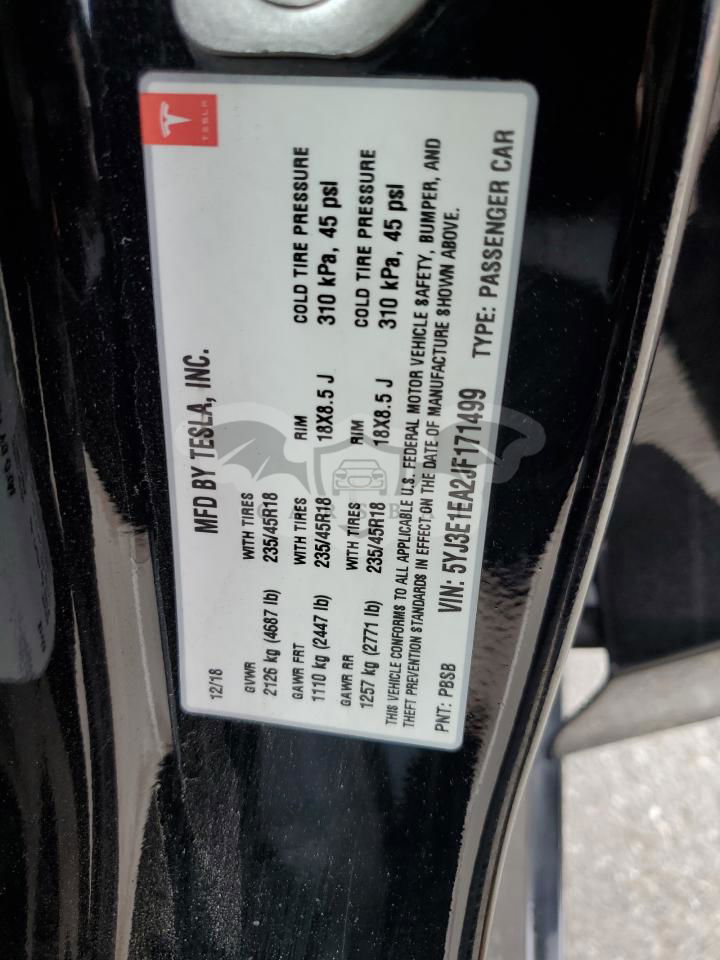 TESLA
MFD BY TESLA, INC.
12/18
GVWR WITH TIRES
2126 kg (4687 lb) 235/45R18
GAWR FRT WITH TIRES RIM COLD TIRE PRESSURE
1110 kg (2447 lb) 235/45R18 18X8.5 J 310 kPa, 45 psi
GAWR RR WITH TIRES RIM COLD TIRE PRESSURE
1257 kg (2771 lb) 235/45R18 18X8.5 J 310 kPa, 45 psi
THIS VEHICLE CONFORMS TO ALL APPLICABLE U.S. FEDERAL MOTOR VEHICLE SAFETY, BUMPER, AND
THEFT PREVENTION STANDARDS IN EFFECT ON THE DATE OF MANUFACTURE SHOWN ABOVE.
PNT: PBSB VIN: 5YJ3E1EA2JF171499 TYPE: PASSENGER CAR